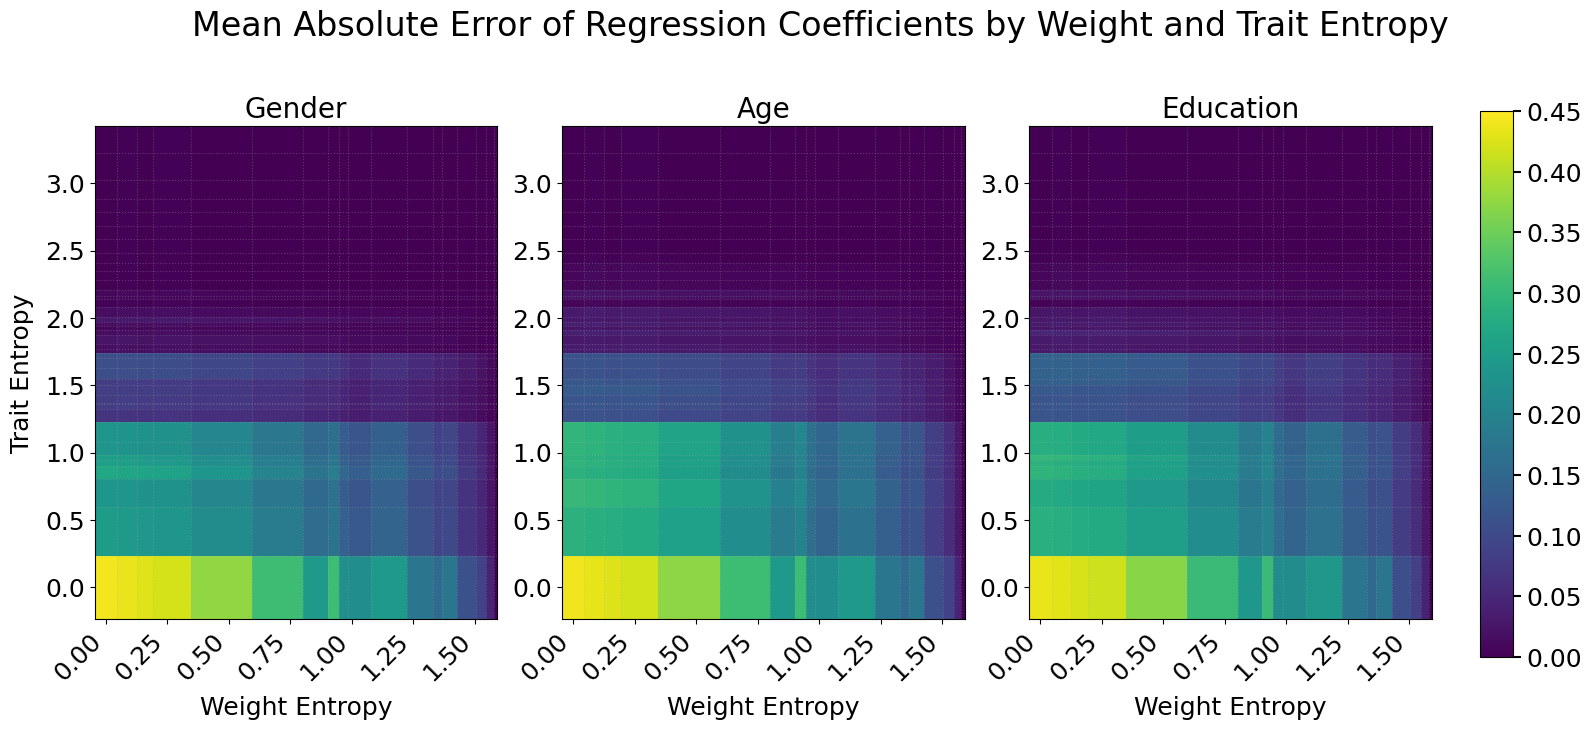 Mean Absolute Error of Regression Coefficients by Weight and Trait Entropy
Gender
Age
Education
Trait Entropy
3.0
2.5
2.0
1.5
1.0
0.5
0.0
3.0
2.5
2.0
1.5
1.0
0.5
0.0
3.0
2.5
2.0
1.5
1.0
0.5
0.0
0.45
0.40
0.35
0.30
0.25
0.20
0.15
0.10
0.05
0.00
0.00 0.25 0.50 0.75 1.00 1.25 1.50
0.00 0.25 0.50 0.75 1.00 1.25 1.50
0.00 0.25 0.50 0.75 1.00 1.25 1.50
Weight Entropy
Weight Entropy
Weight Entropy